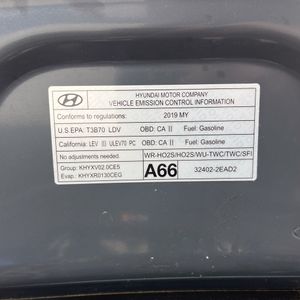 HYUNDAI MOTOR COMPANY
VEHICLE EMISSION CONTROL INFORMATION
Conforms to regulations: 2019 MY
U.S.EPA: T3B70 LDV OBD: CA II Fuel: Gasoline
California: LEV III ULEV70 PC OBD: CA II Fuel: Gasoline
No adjustments needed. WR-HO2S/HO2S/WU-TWC/TWC/SFI
Group: KHYXV02.0CE5
Evap.: KHYXR0130CEG
A66
32402-2EAD2